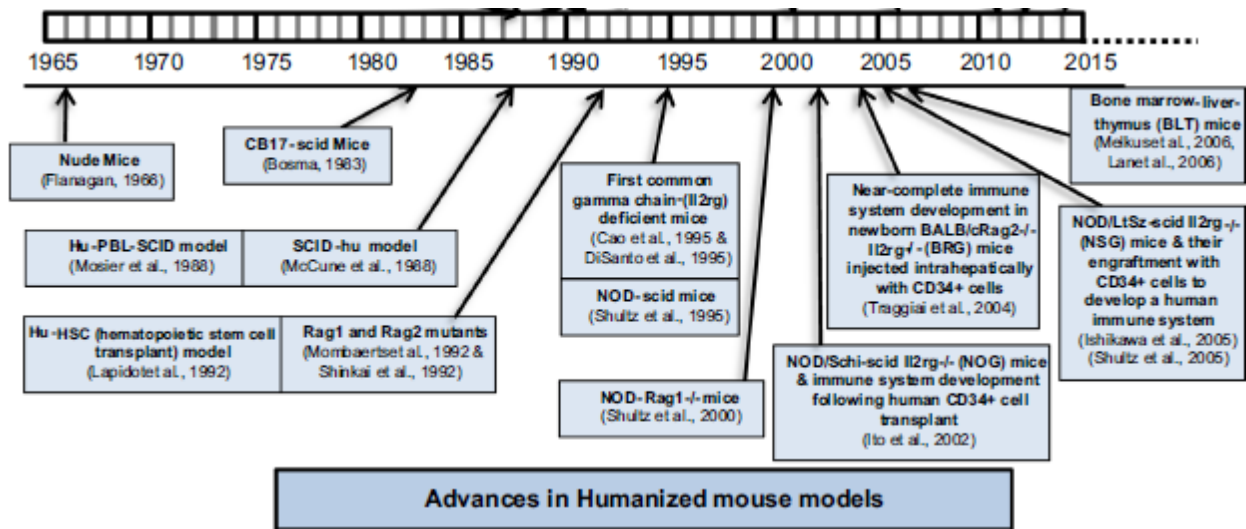 1965 1970 1975 1980 1985 1990 1995 2000 2005 2010 2015
Nude Mice
(Flanagan, 1966)
CB17-scid Mice
(Bosma, 1983)
Hu-PBL-SCID model
(Mosier et al., 1988)
SCID-hu model
(McCune et al., 1988)
Hu-HSC (hematopoietic stem cell
transplant) model
(Lapidotet al., 1992)
Rag1 and Rag2 mutants
(Mombaertset al., 1992 &
Shinkai et al., 1992)
First common
gamma chain-(Il2rg)
deficient mice
(Cao et al., 1995 &
DiSanto et al., 1995)
NOD-scid mice
(Shultz et al., 1995)
NOD-Rag1-/-mice
(Shultz et al., 2000)
NOD/Schi-scid Il2rg-/- (NOG) mice
& immune system development
following human CD34+ cell
transplant
(Ito et al., 2002)
Near-complete immune
system development in
newborn BALB/cRag2-/-
Il2rg-/- (BRG) mice
injected intrahepatically
with CD34+ cells
(Traggiai et al., 2004)
Bone marrow-liver-
thymus (BLT) mice
(Melkuset al., 2006,
Lanet al., 2006)
NOD/LtSz-scid Il2rg-/-
(NSG) mice & their
engraftment with
CD34+ cells to
develop a human
immune system
(Ishikawa et al., 2005)
(Shultz et al., 2005)
Advances in Humanized mouse models